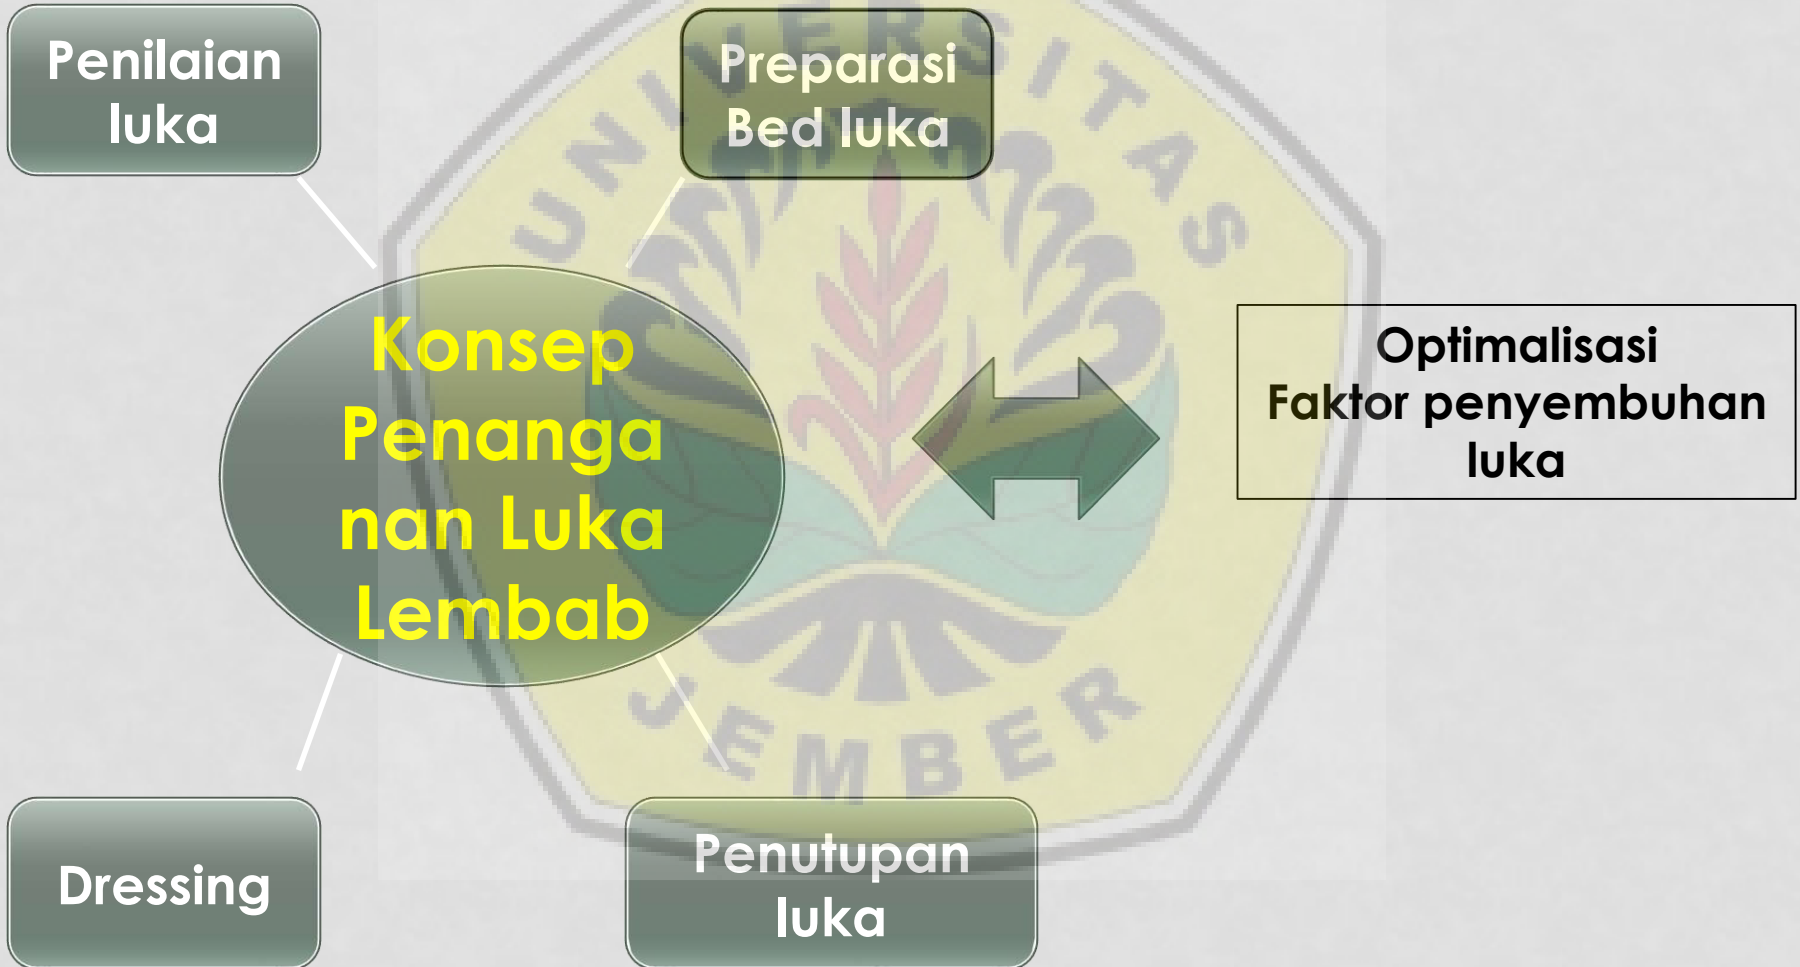 Penilaian
luka
Preparasi
Bed luka
UNIVERSITAS
Konsep
Penanga
nan Luka
Lembab
Optimalisasi
Faktor penyembuhan
luka
JEMBER
Dressing
Penutupan
luka